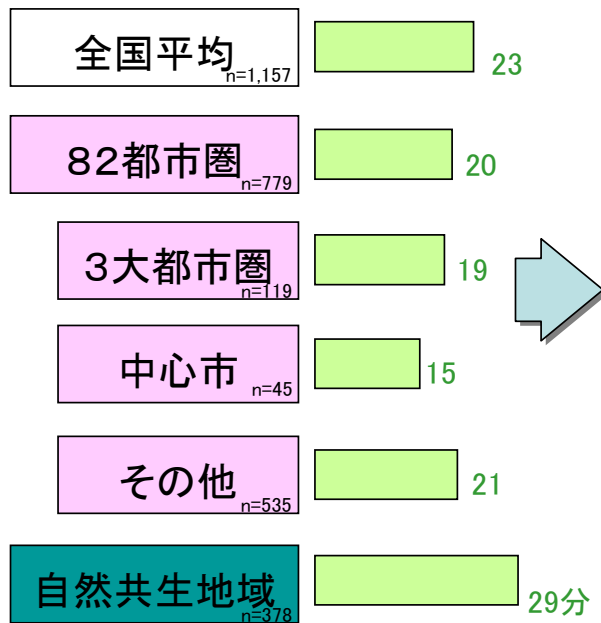 全国平均
n=1,157
23
82都市圏
n=779
20
3大都市圏
n=119
19
中心市
n=45
15
その他
n=535
21
自然共生地域
n=378
29分